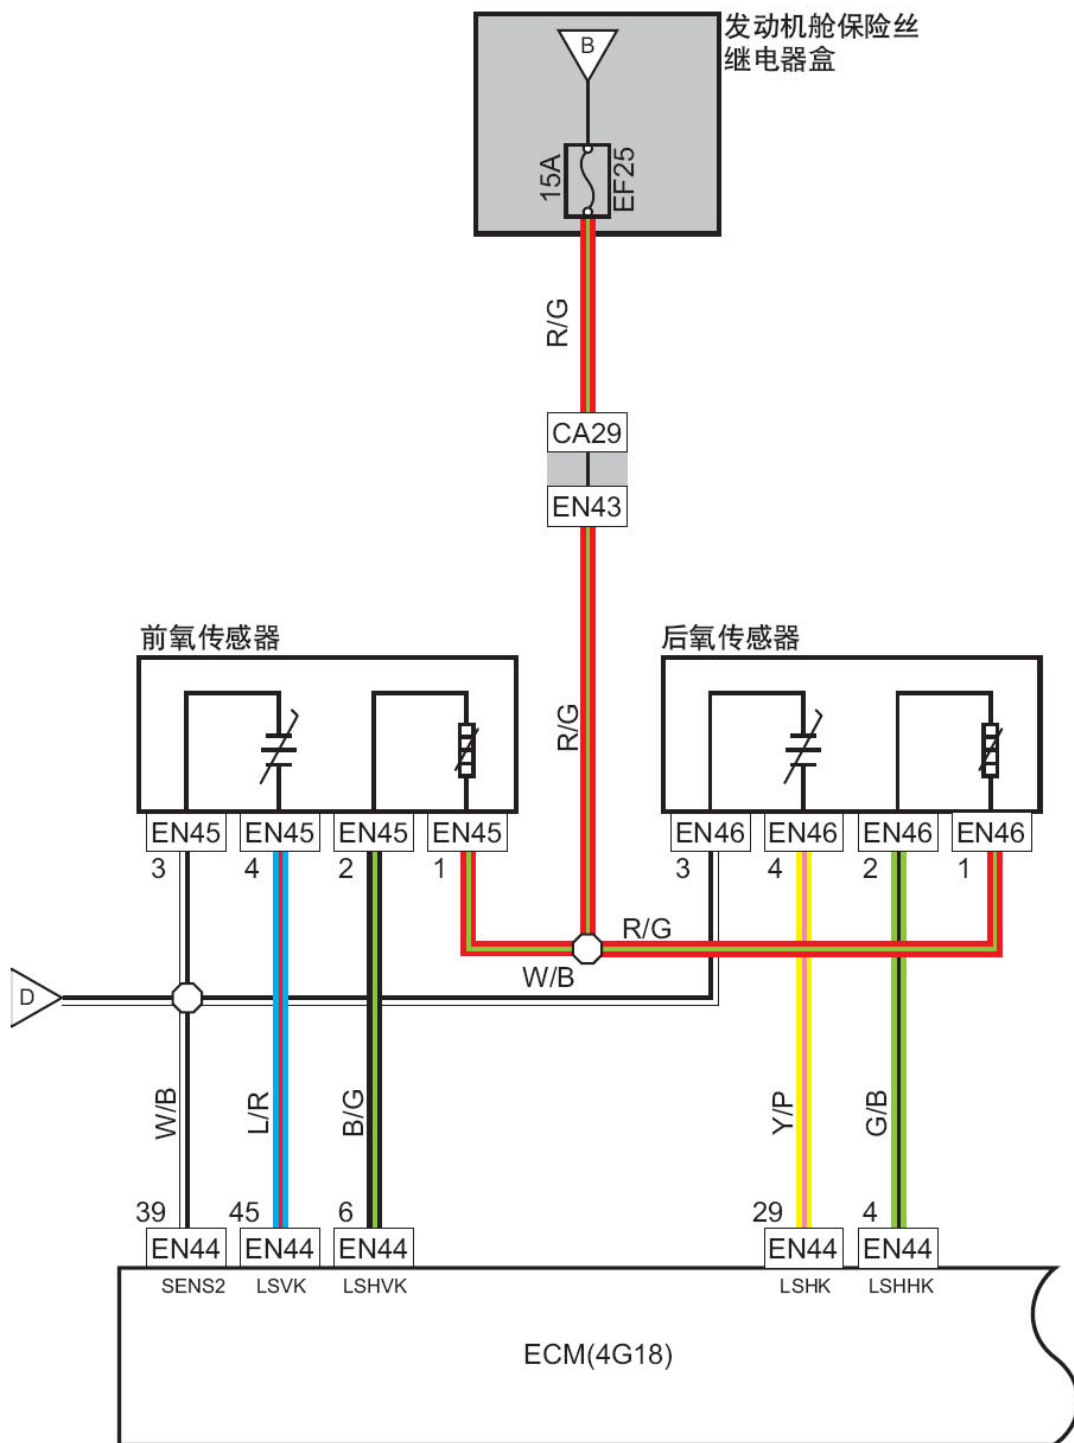 发动机舱保险丝
继电器盒
B
15A
EF25
R/G
CA29
EN43
R/G
前氧传感器
后氧传感器
EN45 EN45 EN45 EN45 EN46 EN46 EN46 EN46
3 4 2 1 3 4 2 1
R/G
W/B
D
W/B L/R B/G Y/P G/B
39 45 6 29 4
EN44 EN44 EN44 EN44 EN44
SENS2 LSVK LSHVK LSHK LSHHK
ECM(4G18)